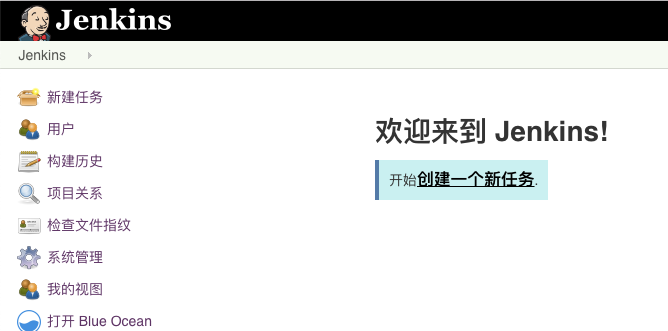 Jenkins
Jenkins
新建任务
用户
构建历史
项目关系
检查文件指纹
系统管理
我的视图
打开 Blue Ocean
欢迎来到 Jenkins!
开始创建一个新任务.